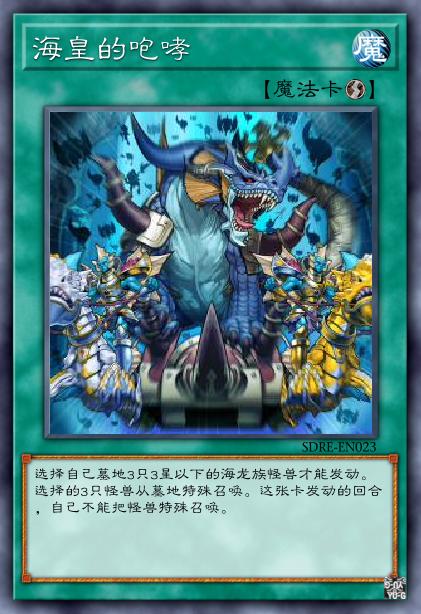 海皇的咆哮
魔
【魔法卡】
SDRE-EN023
选择自己墓地3只3星以下的海龙族怪兽才能发动。
选择的3只怪兽从墓地特殊召唤。这张卡发动的回合
，自己不能把怪兽特殊召唤。